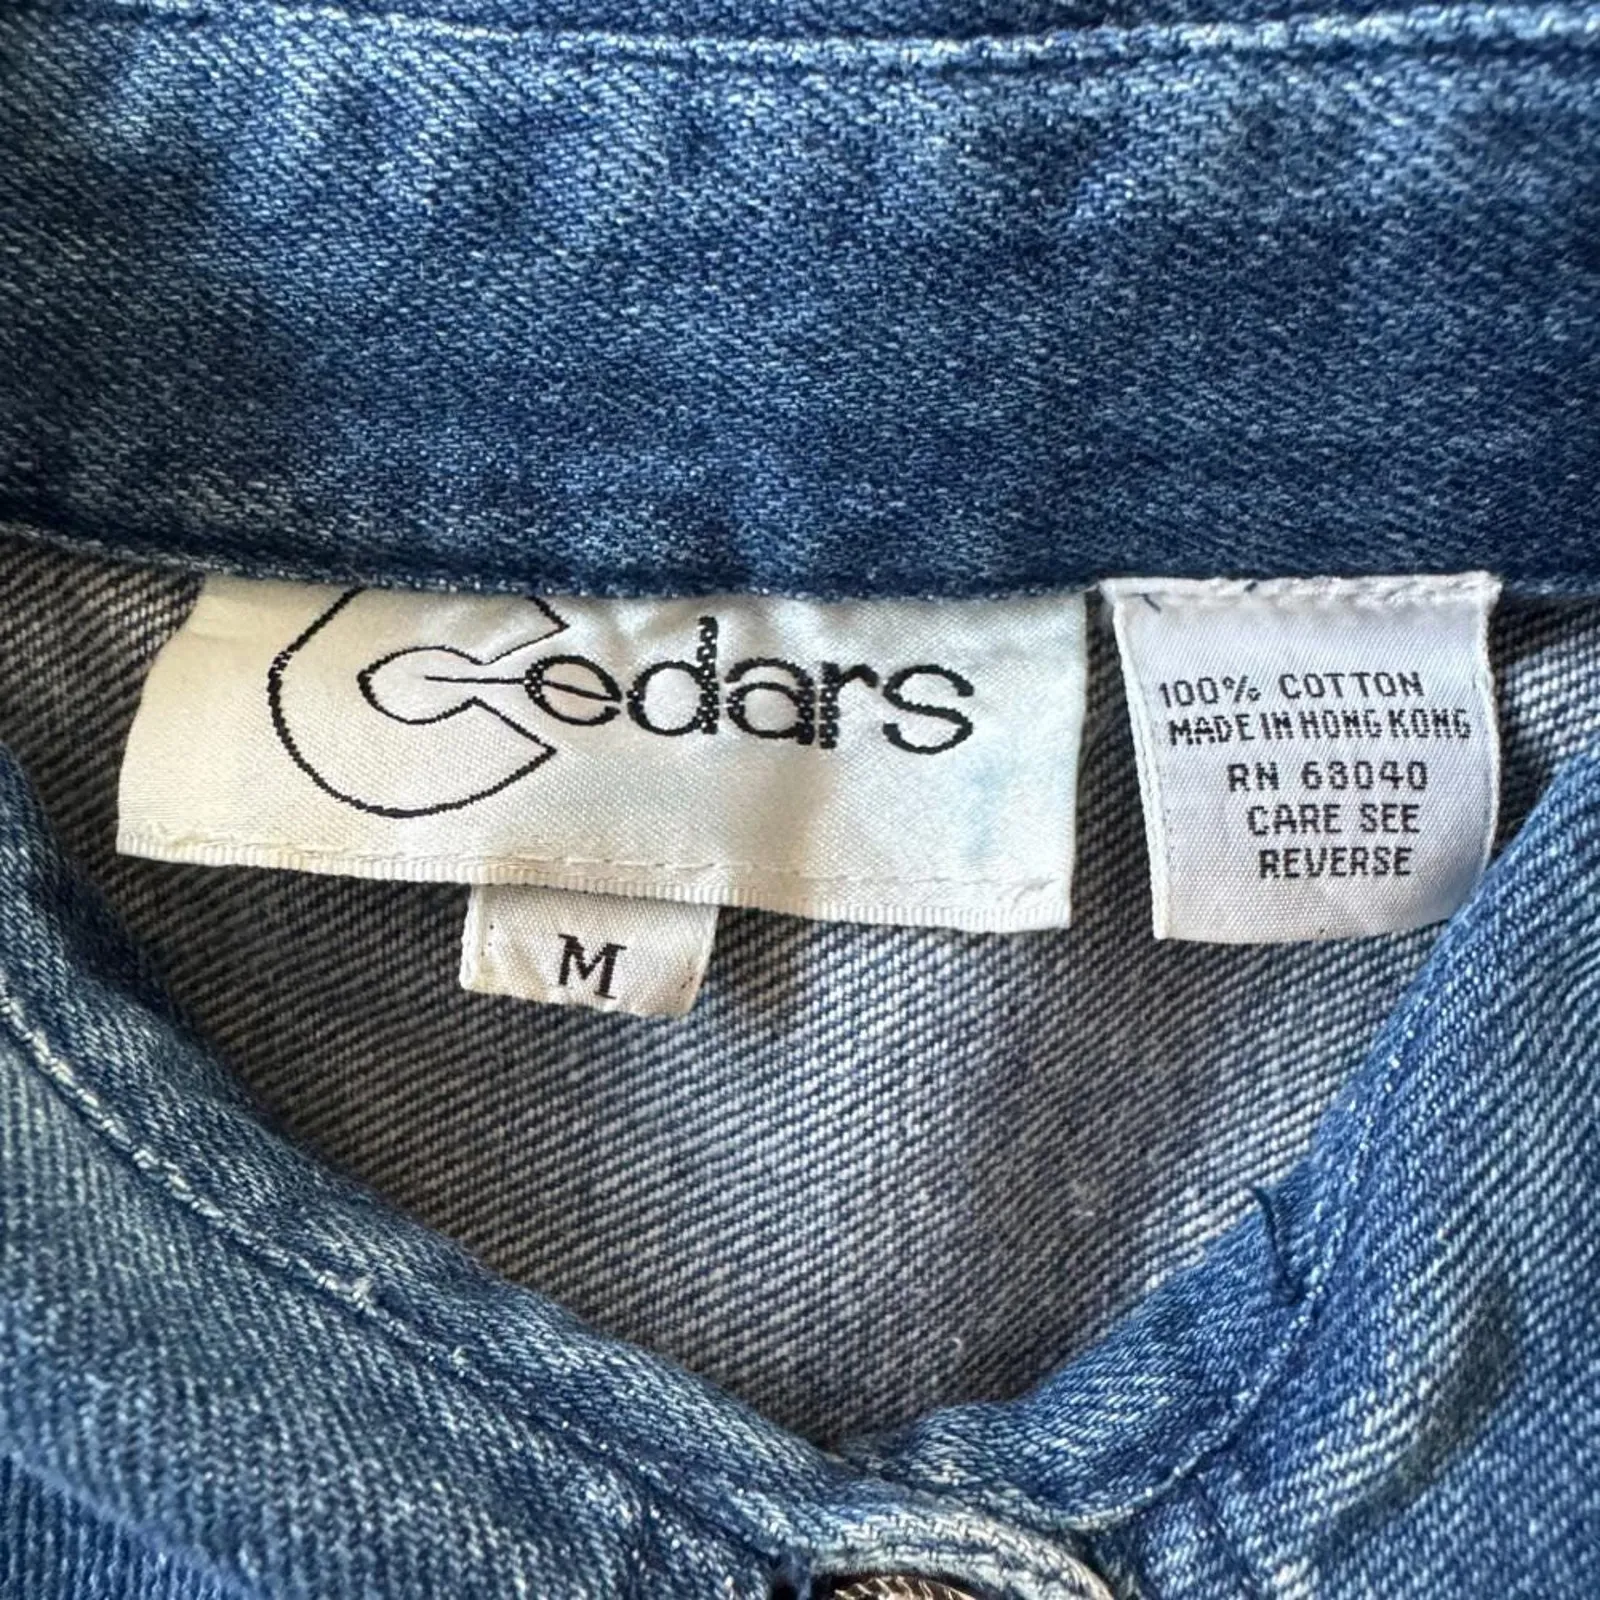 Cedars
M
100% COTTON
MADE IN HONG KONG
RN 63040
CARE SEE
REVERSE